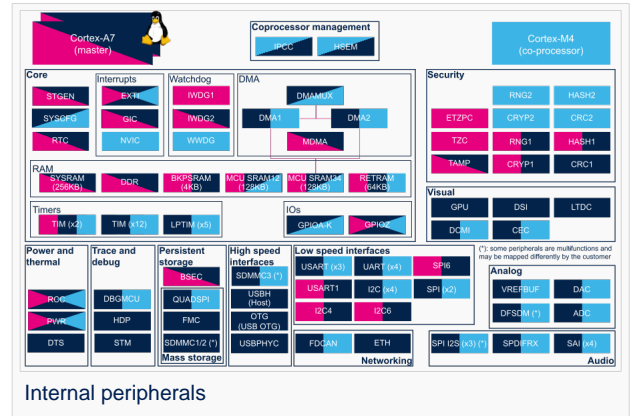 Cortex-A7
(master)
Coprocessor management
IPCC
HSEM
Cortex-M4
(co-processor)
Core
STGEN
SYSCFG
RTC
Interrupts
EXTI
GIC
NVIC
Watchdog
IWDG1
IWDG2
WWDG
DMA
DMAMUX
DMA1
DMA2
MDMA
Security
RNG2
HASH2
ETZPC
CRYP2
CRC2
TZC
RNG1
HASH1
TAMP
CRYP1
CRC1
RAM
SYSRAM
(256KB)
DDR
BKPSRAM
(4KB)
MCU SRAM12
(128KB)
MCU SRAM34
(128KB)
RETRAM
(64KB)
Visual
GPU
DSI
LTDC
DCMI
CEC
Timers
TIM (x2)
TIM (x12)
LPTIM (x5)
IOs
GPIOA-K
GPIOZ
(*): some peripherals are multifunctions and
may be mapped differently by the customer
Power and
thermal
RCC
PWR
DTS
Trace and
debug
DBGMCU
HDP
STM
Persistent
storage
BSEC
QUADSPI
FMC
SDMMC1/2 (*)
Mass storage
High speed
interfaces
SDMMC3 (*)
USBH
(Host)
OTG
(USB OTG)
USBPHYC
Low speed interfaces
USART (x3)
UART (x4)
SPI6
USART1
I2C (x4)
SPI (x2)
I2C4
I2C6
FDCAN
ETH
Networking
Analog
VREFBUF
DAC
DFSDM (*)
ADC
SPI I2S (x3) (*)
SPDIFRX
SAI (x4)
Audio
Internal peripherals